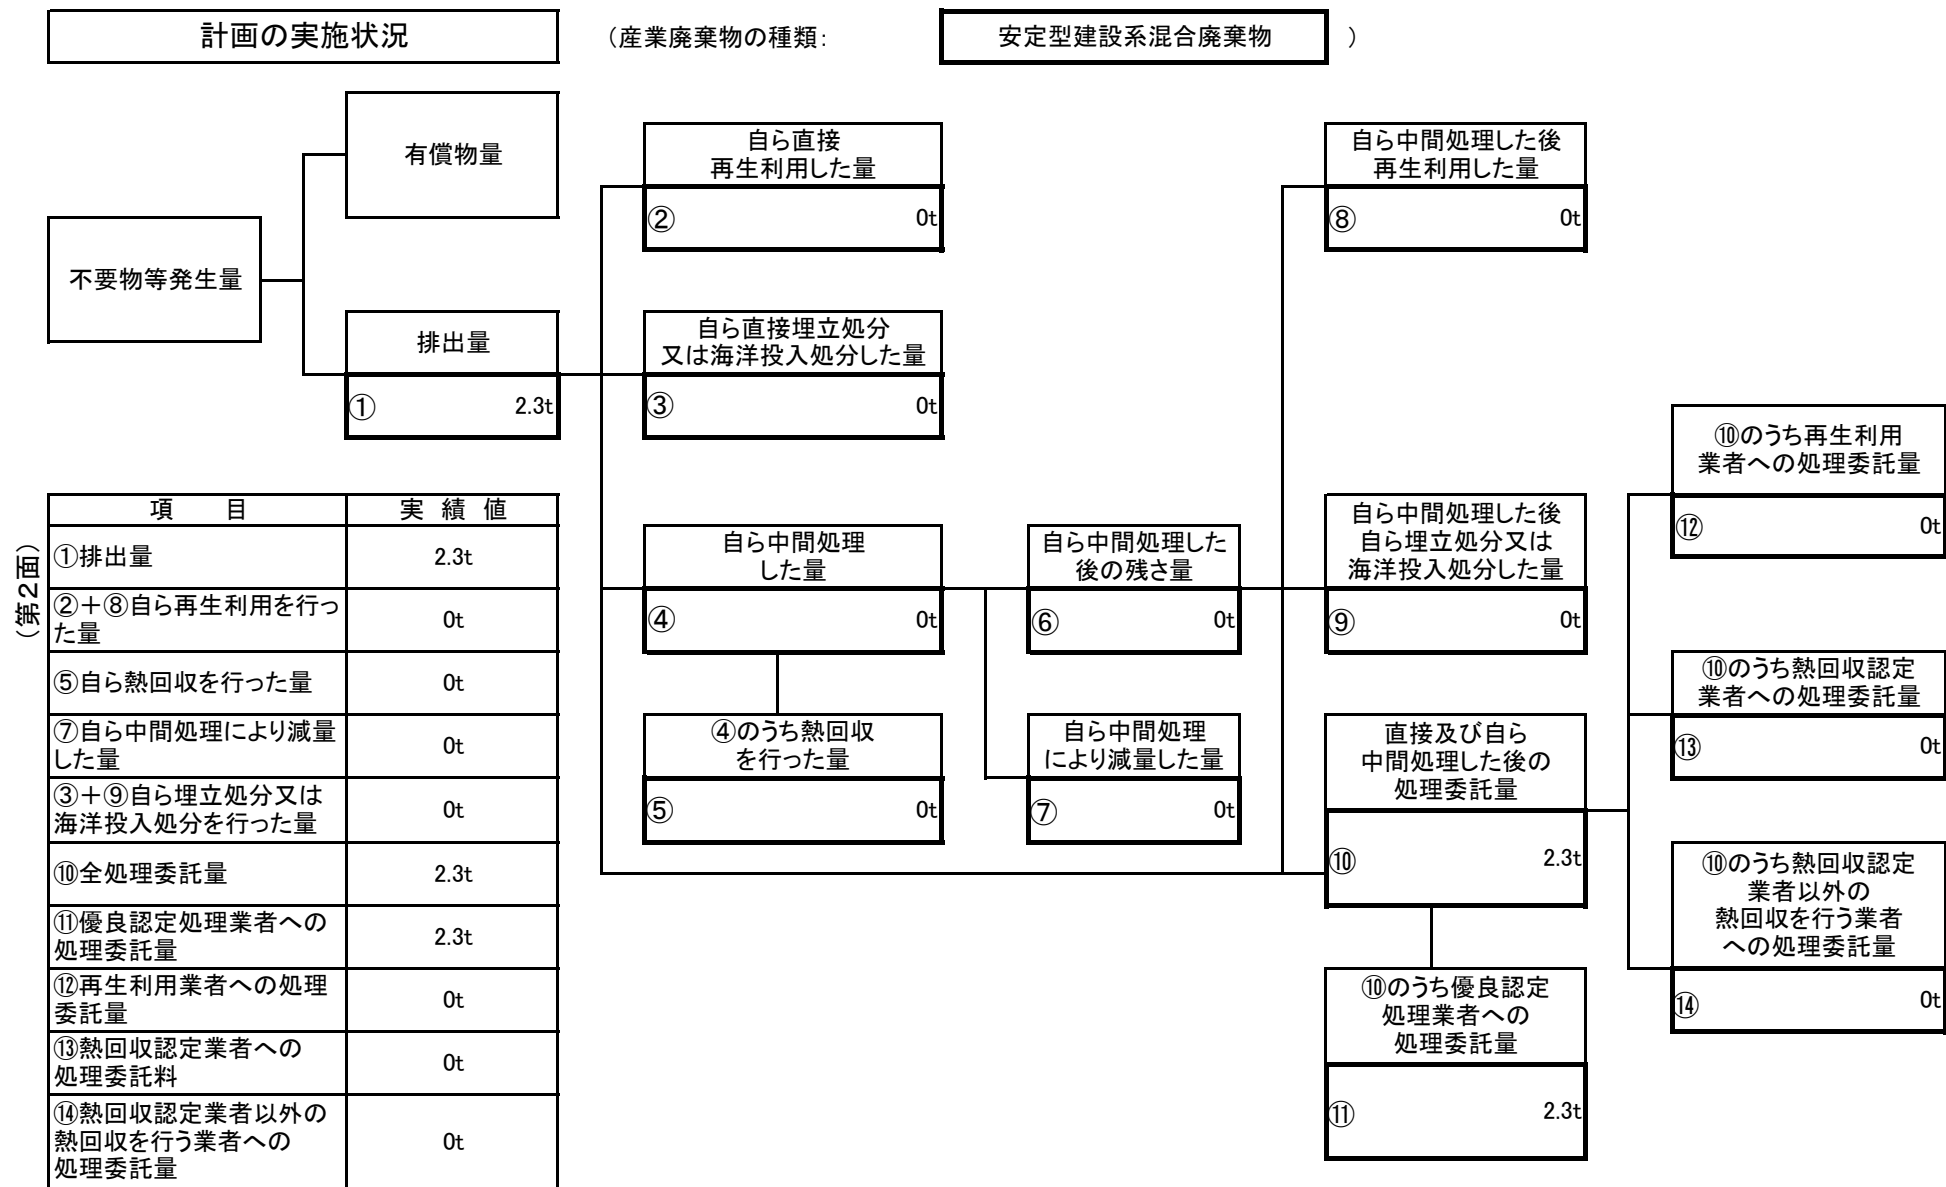 計画の実施状況
（産業廃棄物の種類:
安定型建設系混合廃棄物
）
有償物量
不要物等発生量
排出量
① 2.3t
自ら直接
再生利用した量
② 0t
自ら直接埋立処分
又は海洋投入処分した量
③ 0t
自ら中間処理
した量
④ 0t
④のうち熱回収
を行った量
⑤ 0t
自ら中間処理した
後の残さ量
⑥ 0t
自ら中間処理
により減量した量
⑦ 0t
自ら中間処理した後
再生利用した量
⑧ 0t
自ら中間処理した後
自ら埋立処分又は
海洋投入処分した量
⑨ 0t
直接及び自ら
中間処理した後の
処理委託量
⑩ 2.3t
⑩のうち優良認定
処理業者への
処理委託量
⑪ 2.3t
⑩のうち再生利用
業者への処理委託量
⑫ 0t
⑩のうち熱回収認定
業者への処理委託量
⑬ 0t
⑩のうち熱回収認定
業者以外の
熱回収を行う業者
への処理委託量
⑭ 0t
（第2面）
項 目 実 績 値
①排出量 2.3t
②＋⑧自ら再生利用を行っ
た量 0t
⑤自ら熱回収を行った量 0t
⑦自ら中間処理により減量
した量 0t
③＋⑨自ら埋立処分又は
海洋投入処分を行った量 0t
⑩全処理委託量 2.3t
⑪優良認定処理業者への
処理委託量 2.3t
⑫再生利用業者への処理
委託量 0t
⑬熱回収認定業者への
処理委託料 0t
⑭熱回収認定業者以外の
熱回収を行う業者への
処理委託量 0t